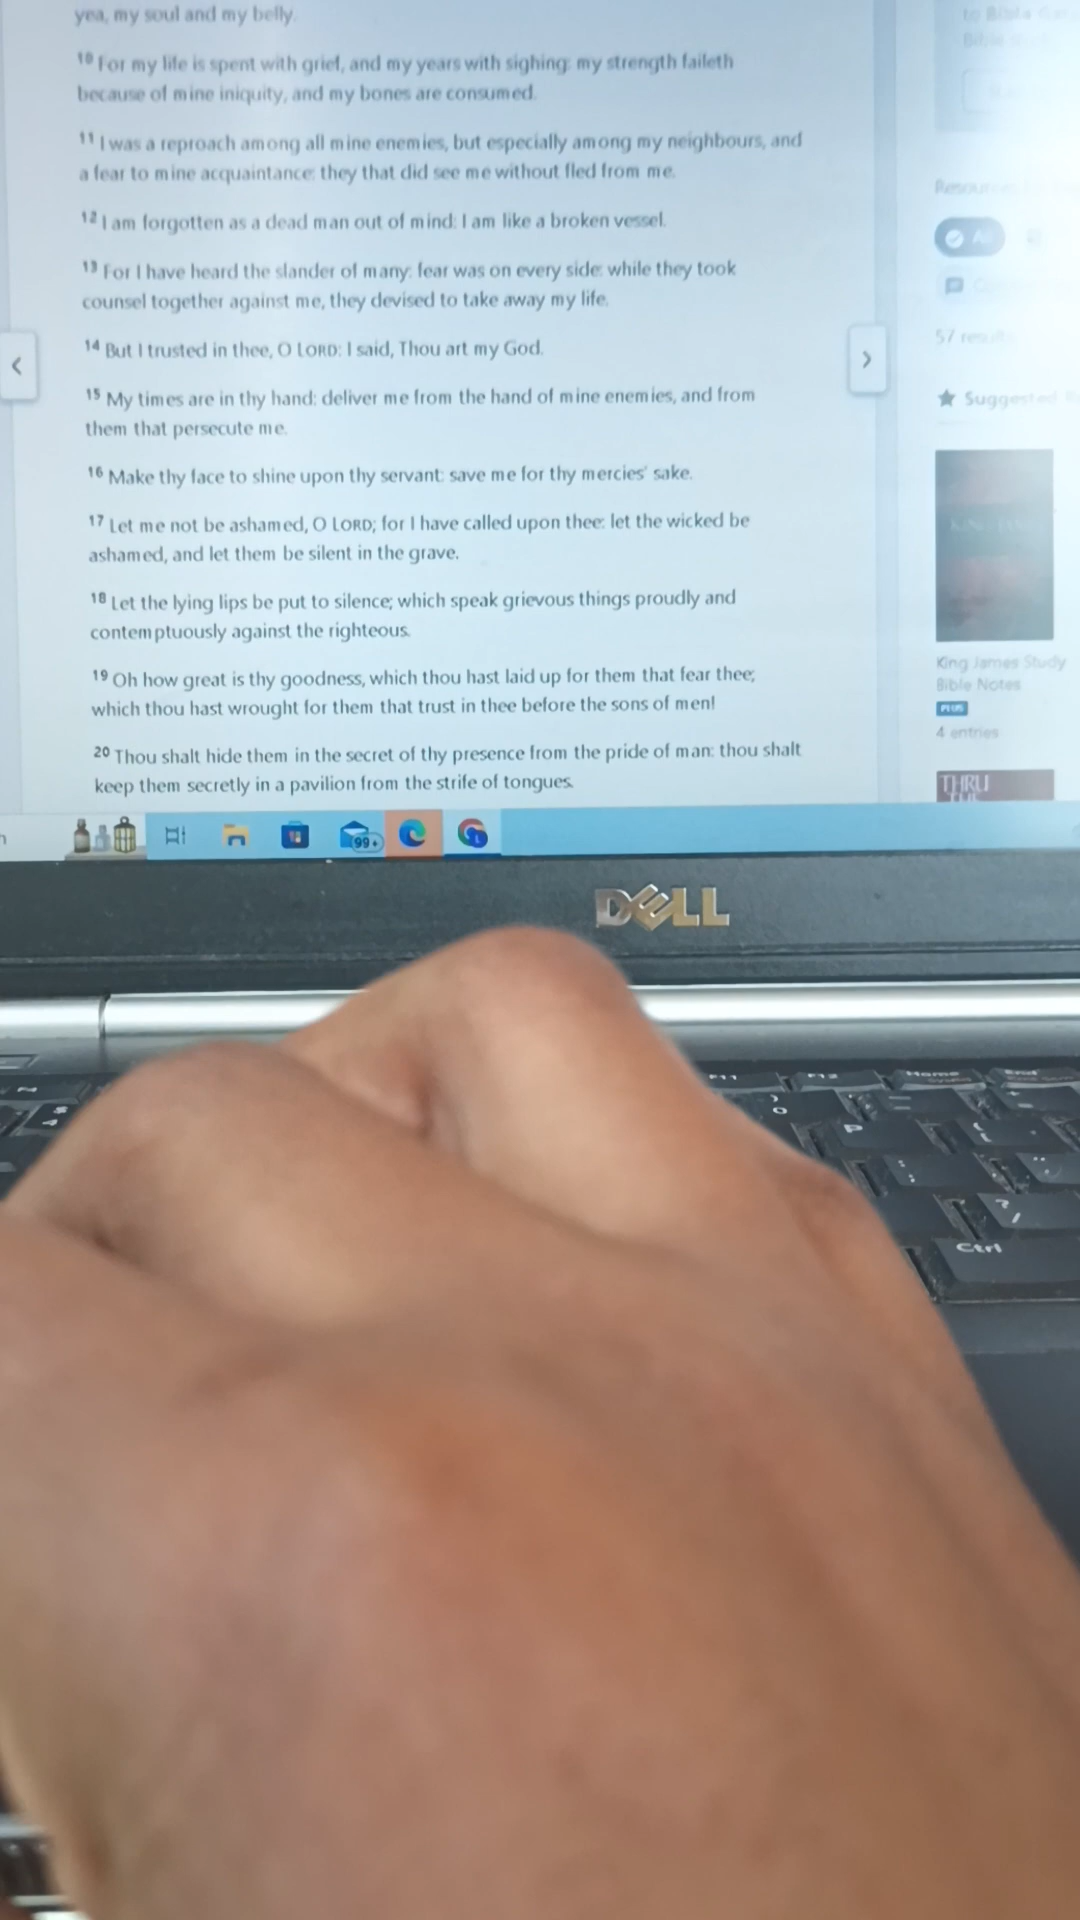 yea, my soul and my belly.
10 For my life is spent with grief, and my years with sighing: my strength faileth
because of mine iniquity, and my bones are consumed.
11 I was a reproach among all mine enemies, but especially among my neighbours, and
a fear to mine acquaintance: they that did see me without fled from me.
12 I am forgotten as a dead man out of mind: I am like a broken vessel.
13 For I have heard the slander of many: fear was on every side: while they took
counsel together against me, they devised to take away my life.
14 But I trusted in thee, O LORD: I said, Thou art my God.
15 My times are in thy hand: deliver me from the hand of mine enemies, and from
them that persecute me.
16 Make thy face to shine upon thy servant: save me for thy mercies' sake.
17 Let me not be ashamed, O LORD; for I have called upon thee: let the wicked be
ashamed, and let them be silent in the grave.
18 Let the lying lips be put to silence; which speak grievous things proudly and
contemptuously against the righteous.
19 Oh how great is thy goodness, which thou hast laid up for them that fear thee;
which thou hast wrought for them that trust in thee before the sons of men!
20 Thou shalt hide them in the secret of thy presence from the pride of man: thou shalt
keep them secretly in a pavilion from the strife of tongues.
All
57 results
Suggested
King James Study
Bible Notes
PLUS
4 entries
THRU
THE
99+
DELL
F11
F12
Home
End
$
4
)
0
P
{
[
:
;
?
/
Ctrl